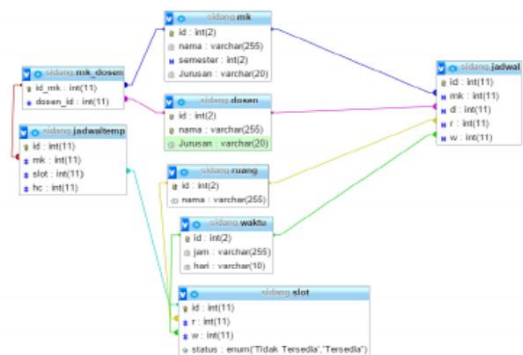 sidang mk
id : int(2)
nama : varchar(255)
semester : int(2)
Jurusan : varchar(20)
sidang mk_dosen
id_mk : int(11)
dosen_id : int(11)
sidang dosen
id : int(2)
nama : varchar(255)
Jurusan : varchar(20)
sidang jadwal
id : int(11)
mk : int(11)
d : int(11)
r : int(11)
w : int(11)
sidang jadwaltemp
id : int(11)
mk : int(11)
slot : int(11)
hc : int(11)
sidang ruang
id : int(2)
nama : varchar(255)
sidang waktu
id : int(2)
jam : varchar(255)
hari : varchar(10)
sidang slot
id : int(11)
r : int(11)
w : int(11)
status : enum('Tidak Tersedia','Tersedia')